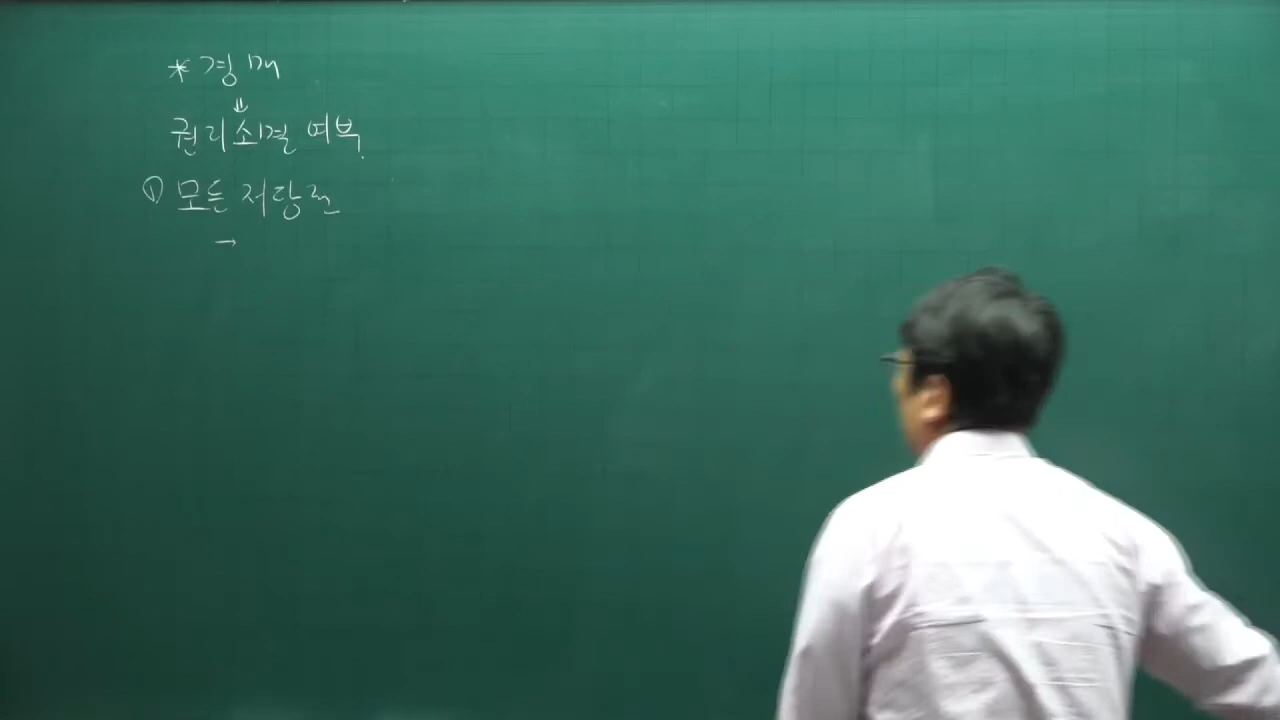 * 경매
⇓
권리소멸 여부.
① 모든 저당권
→